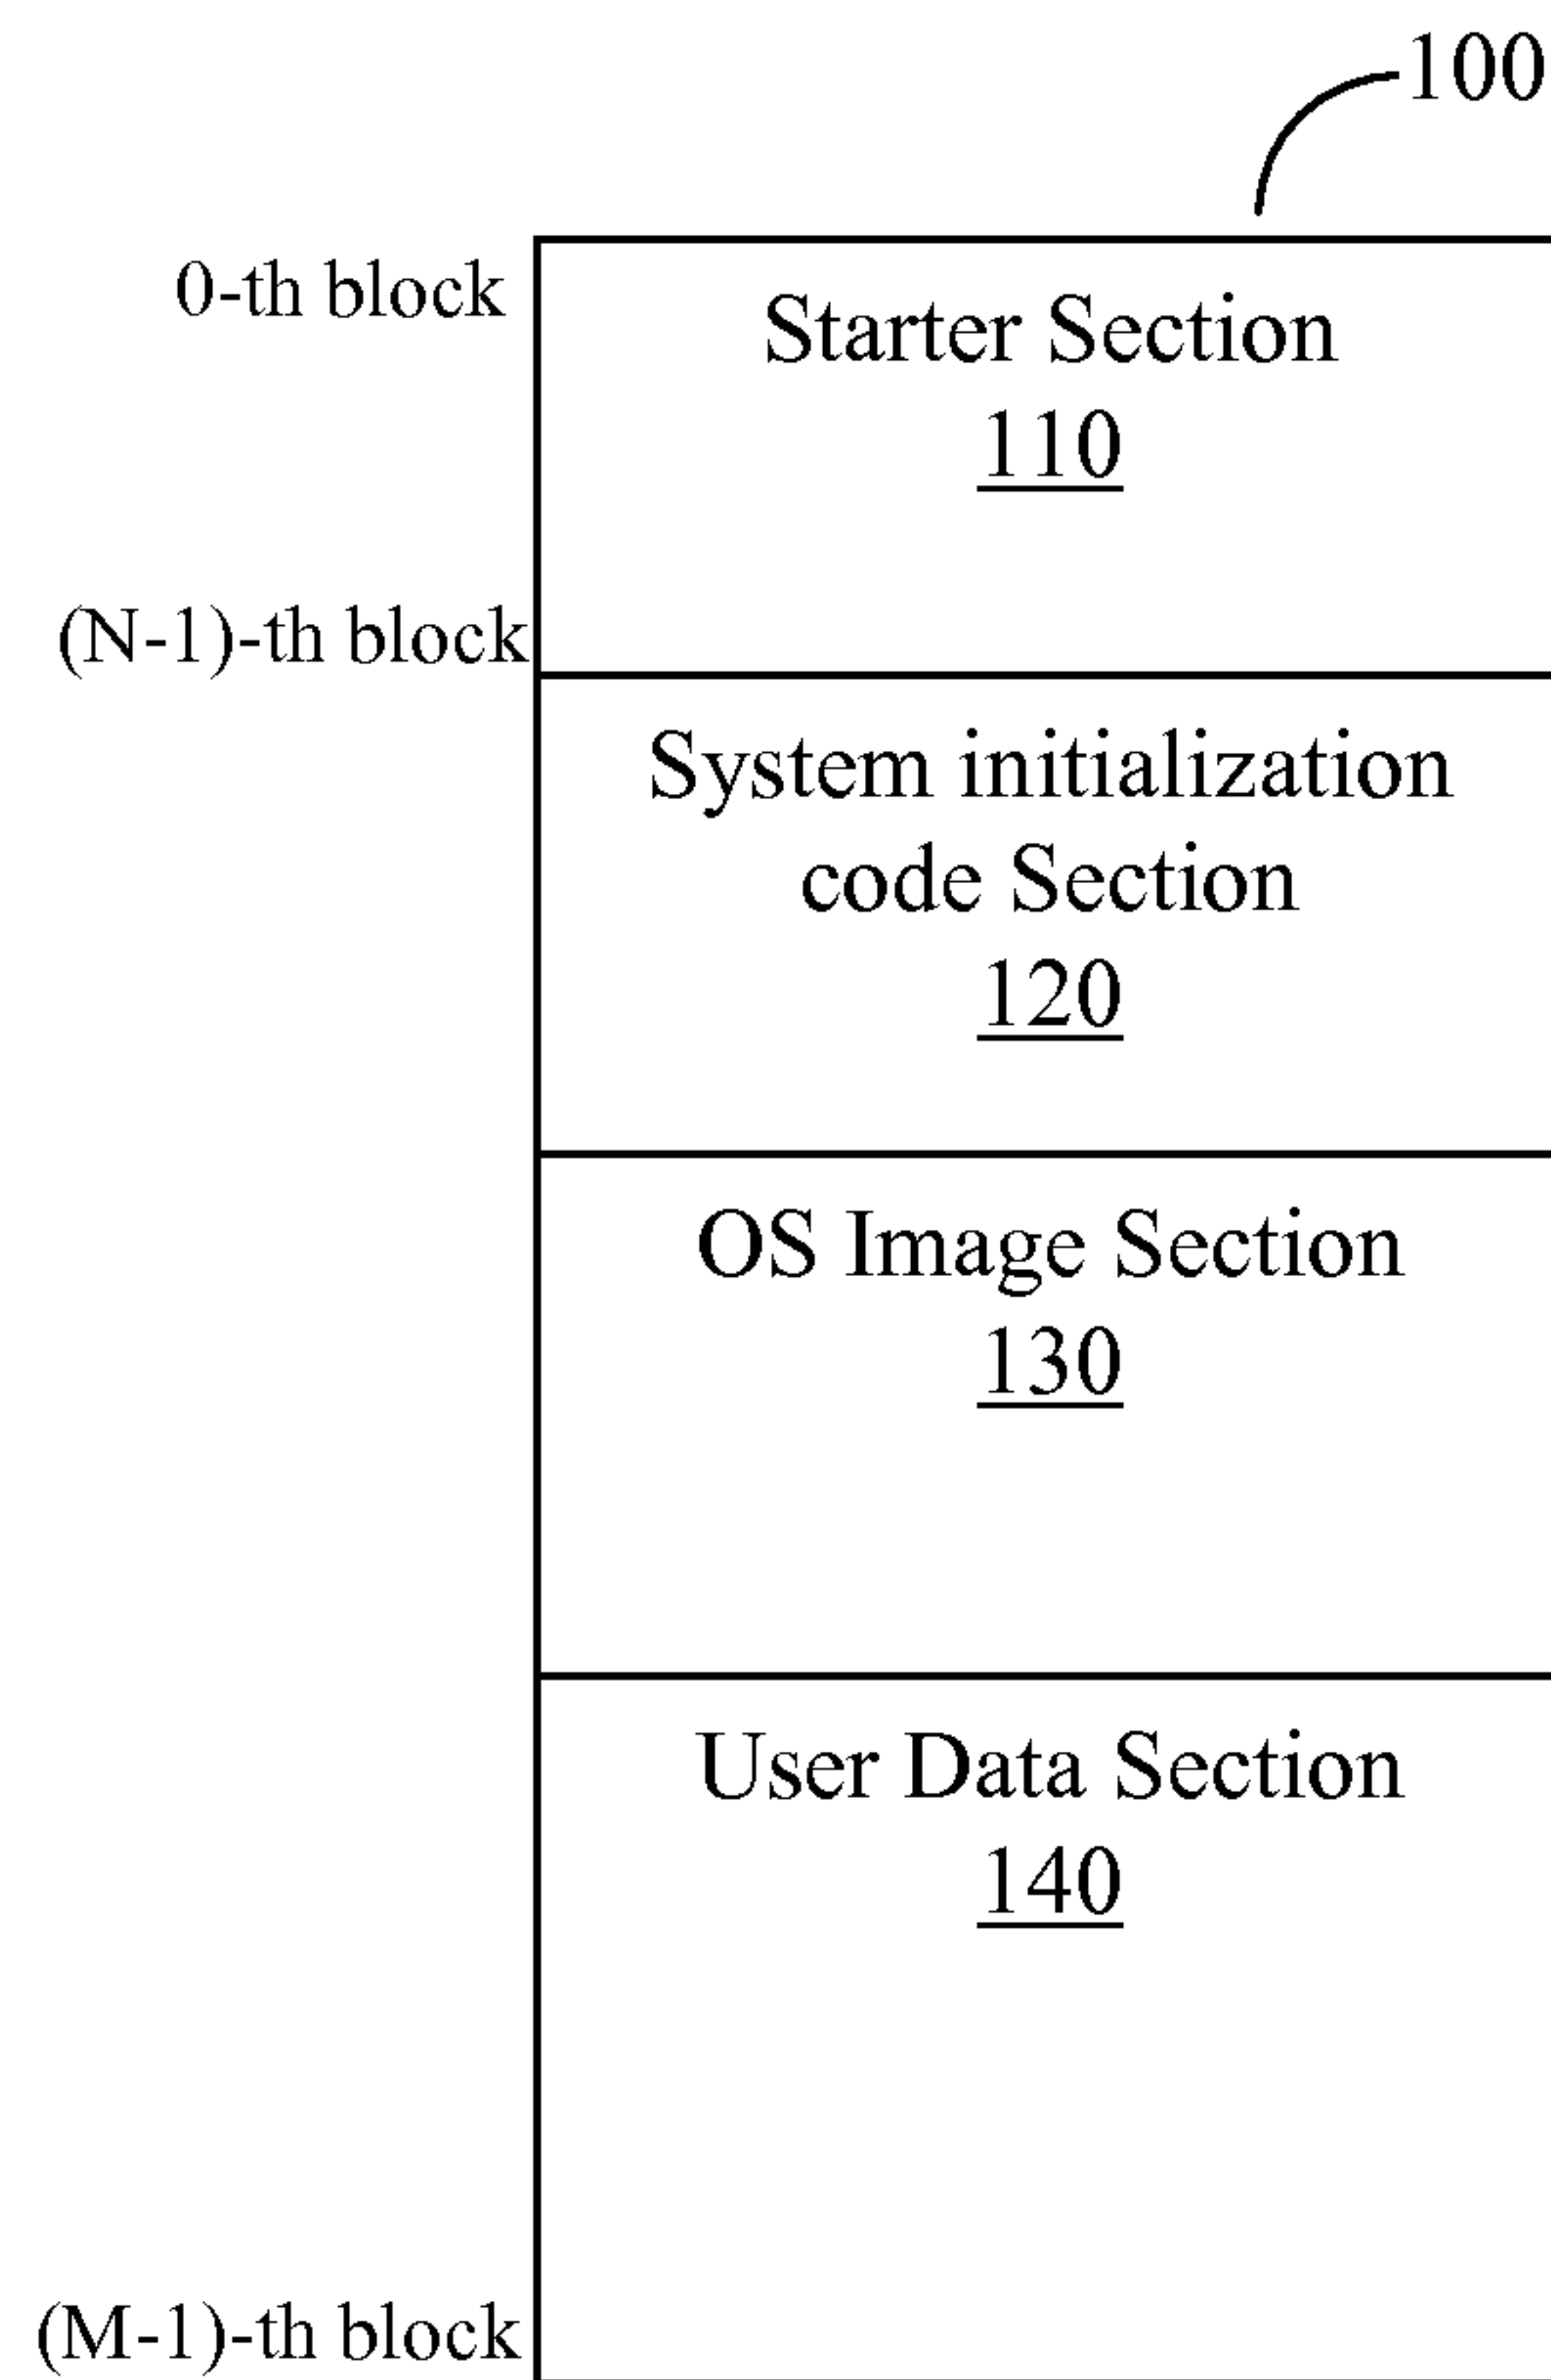 100
0-th block
Starter Section
110
(N-1)-th block
System initialization
code Section
120
OS Image Section
130
User Data Section
140
(M-1)-th block